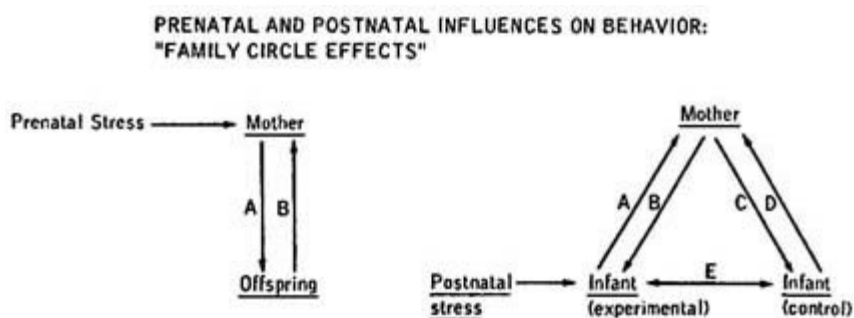 PRENATAL AND POSTNATAL INFLUENCES ON BEHAVIOR:
"FAMILY CIRCLE EFFECTS"
Prenatal Stress
Mother
A
B
Offspring
Mother
A
B
C
D
E
Postnatal
stress
Infant
(experimental)
Infant
(control)